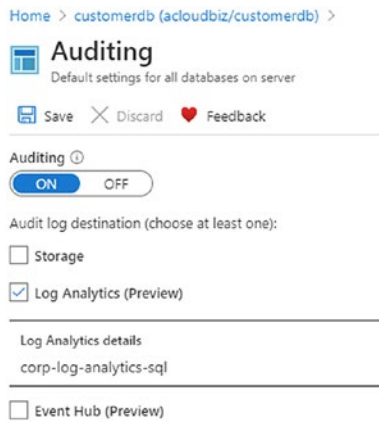 Home > customerdb (acloudbiz/customerdb) >
Auditing
Default settings for all databases on server
Save Discard Feedback
Auditing
ON OFF
Audit log destination (choose at least one):
Storage
Log Analytics (Preview)
Log Analytics details
corp-log-analytics-sql
Event Hub (Preview)